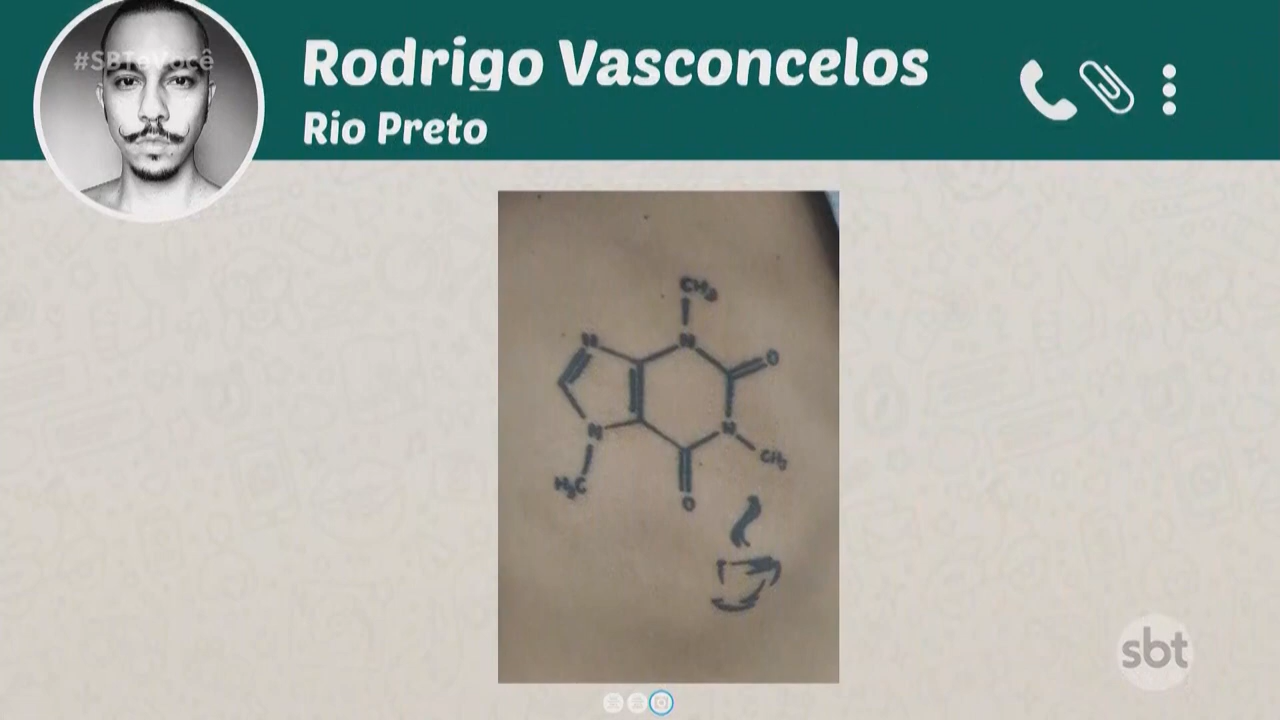 #SBTeVocê
Rodrigo Vasconcelos
Rio Preto
CH₃
N
N
O
N
N
CH₃
H₃C
O
sbt